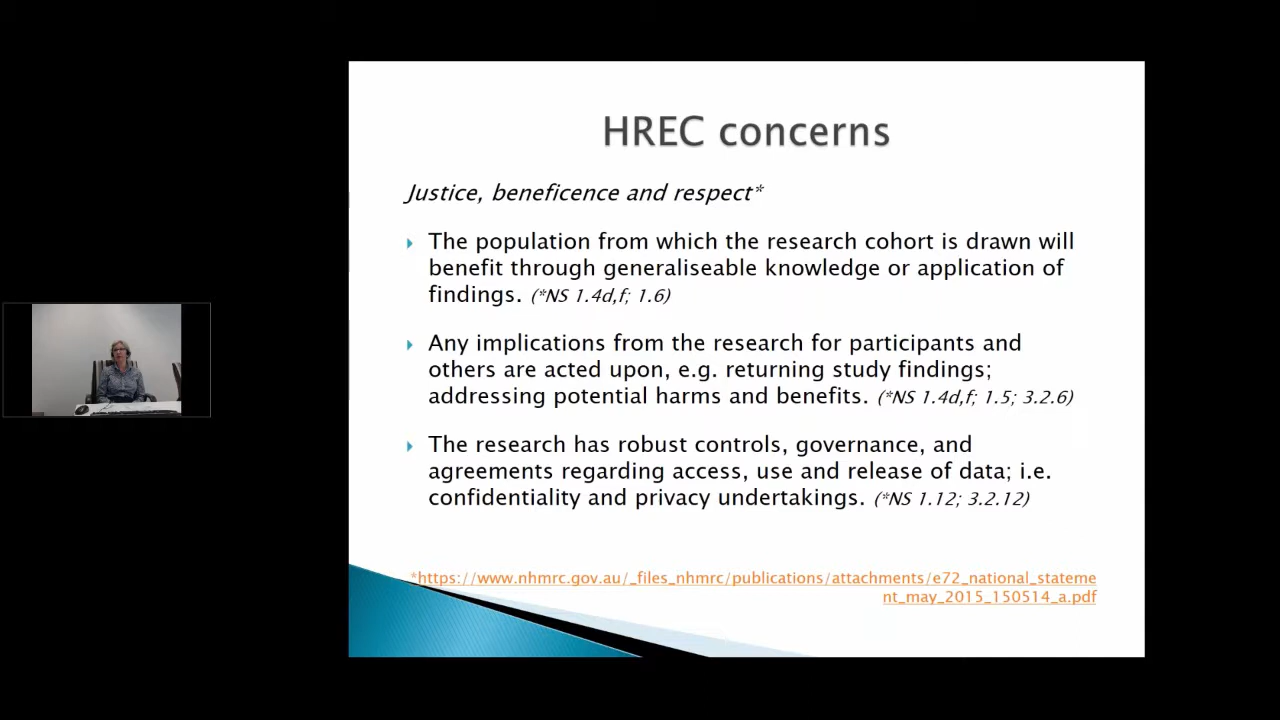 HREC concerns
Justice, beneficence and respect*
The population from which the research cohort is drawn will
benefit through generaliseable knowledge or application of
findings. (*NS 1.4d,f; 1.6)
Any implications from the research for participants and
others are acted upon, e.g. returning study findings;
addressing potential harms and benefits. (*NS 1.4d,f; 1.5; 3.2.6)
The research has robust controls, governance, and
agreements regarding access, use and release of data; i.e.
confidentiality and privacy undertakings. (*NS 1.12; 3.2.12)
*https://www.nhmrc.gov.au/_files_nhmrc/publications/attachments/e72_national_stateme
nt_may_2015_150514_a.pdf